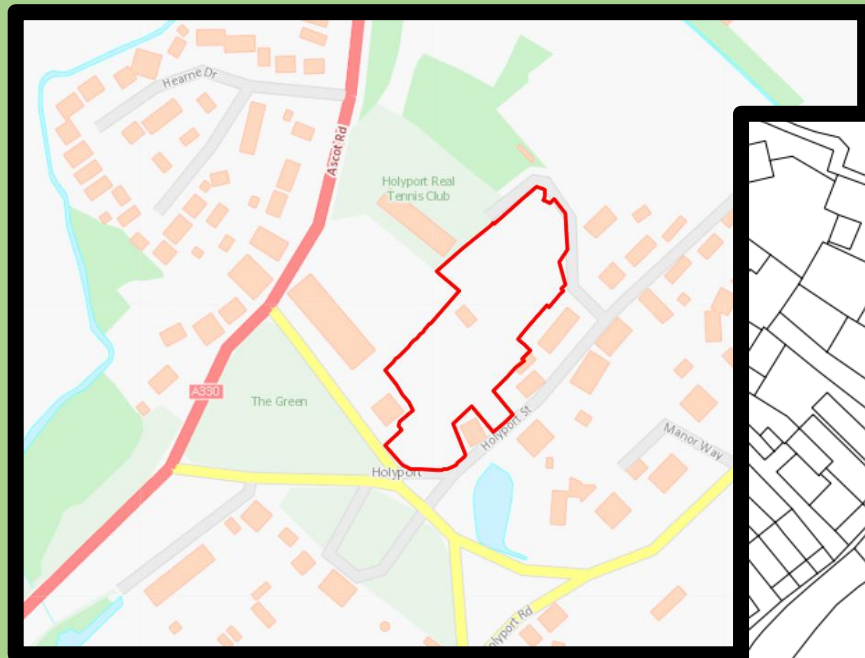 Hearne Dr
Ascot Rd
Holyport Real
Tennis Club
A330
The Green
Holyport St
Manor Way
Holyport
Holyport Rd